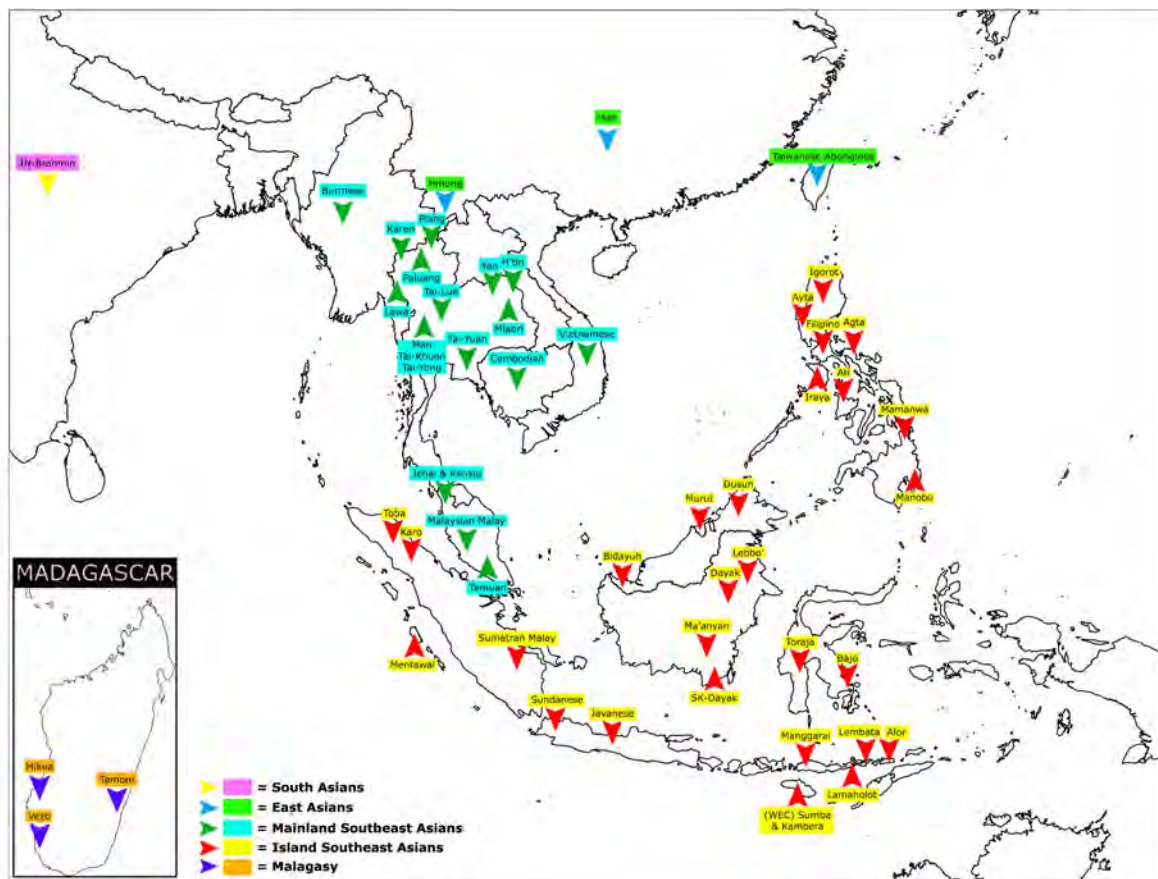 Han
IN-Brahmin
Taiwanese Aborigines
Burmese
Hmong
Plang
Karen
Paluang
Yan
H'tin
Igorot
Tai-Lue
Lawa
Mlabri
Ayta
Filipino
Agta
Mon
Tai-Khuen
Tai-Yong
Tai-Yuan
Cambodian
Vietnamese
Ati
Iraya
Mamanwa
Manobo
Jehai & Kensiu
Dusun
Murut
Toba
Karo
Malaysian Malay
Temuan
Bidayuh
Lebbo'
Dayak
MADAGASCAR
Mentawai
Sumatran Malay
Ma'anyan
Toraja
Bajo
SK-Dayak
Sundanese
Javanese
Manggarai
Lembata
Alor
Mikea
Temoro
Vezo
Lamaholot
(WEC) Sumba
& Kambera
= South Asians
= East Asians
= Mainland Southeast Asians
= Island Southeast Asians
= Malagasy